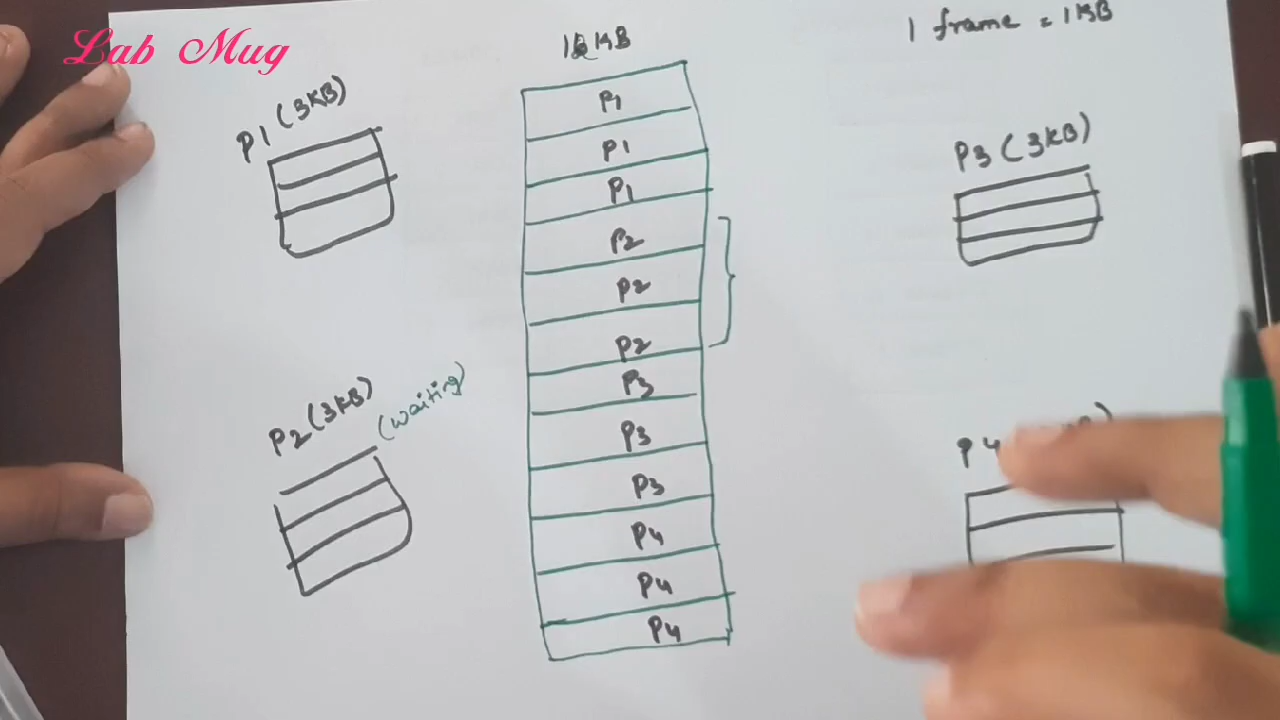 Lab Mug
1 frame = 1KB
P1 (3KB)
P1
P1
P1
P2
P2
P2
P3
P3
P3
P4
P4
P4
P2 (3KB) (waiting)
P3 (3KB)
P4